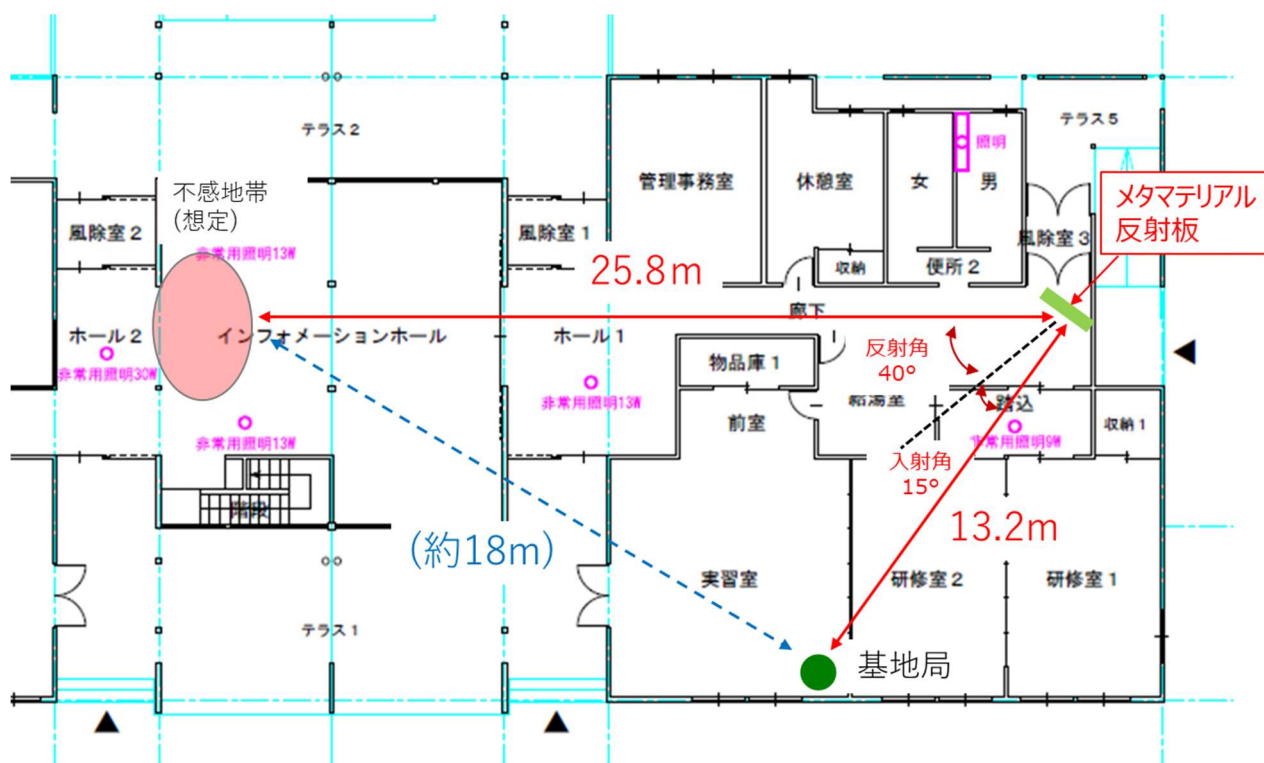 テラス2
テラス5
不感地帯
(想定)
管理事務室
休憩室
女
男
照明
メタマテリアル
反射板
風除室2
非常用照明13W
風除室1
収納
便所2
風除室3
25.8m
廊下
ホール2
インフォメーションホール
ホール1
非常用照明30W
物品庫1
反射角
40°
非常用照明13W
前室
踏込
収納1
非常用照明13W
非常用照明9W
入射角
15°
階段
(約18m)
13.2m
実習室
研修室2
研修室1
テラス1
基地局